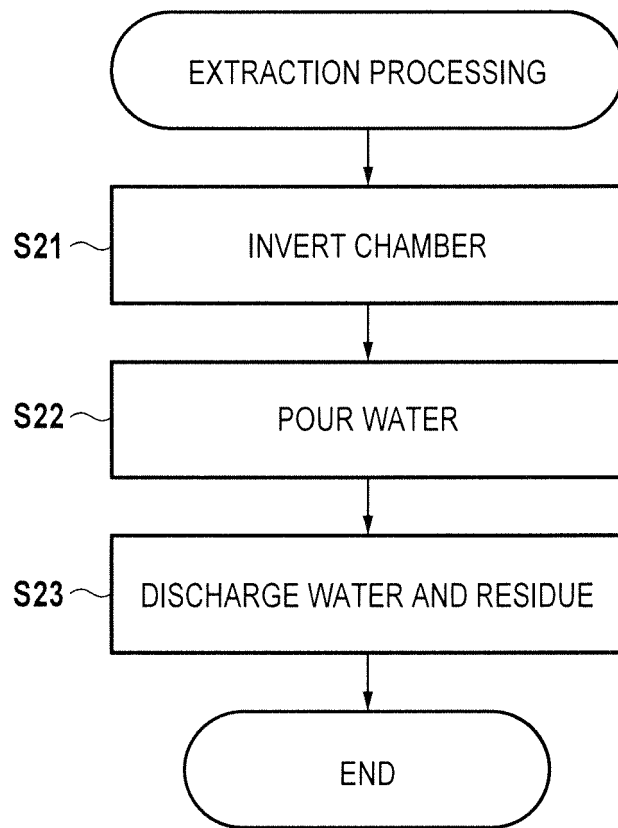 EXTRACTION PROCESSING
S21 INVERT CHAMBER
S22 POUR WATER
S23 DISCHARGE WATER AND RESIDUE
END